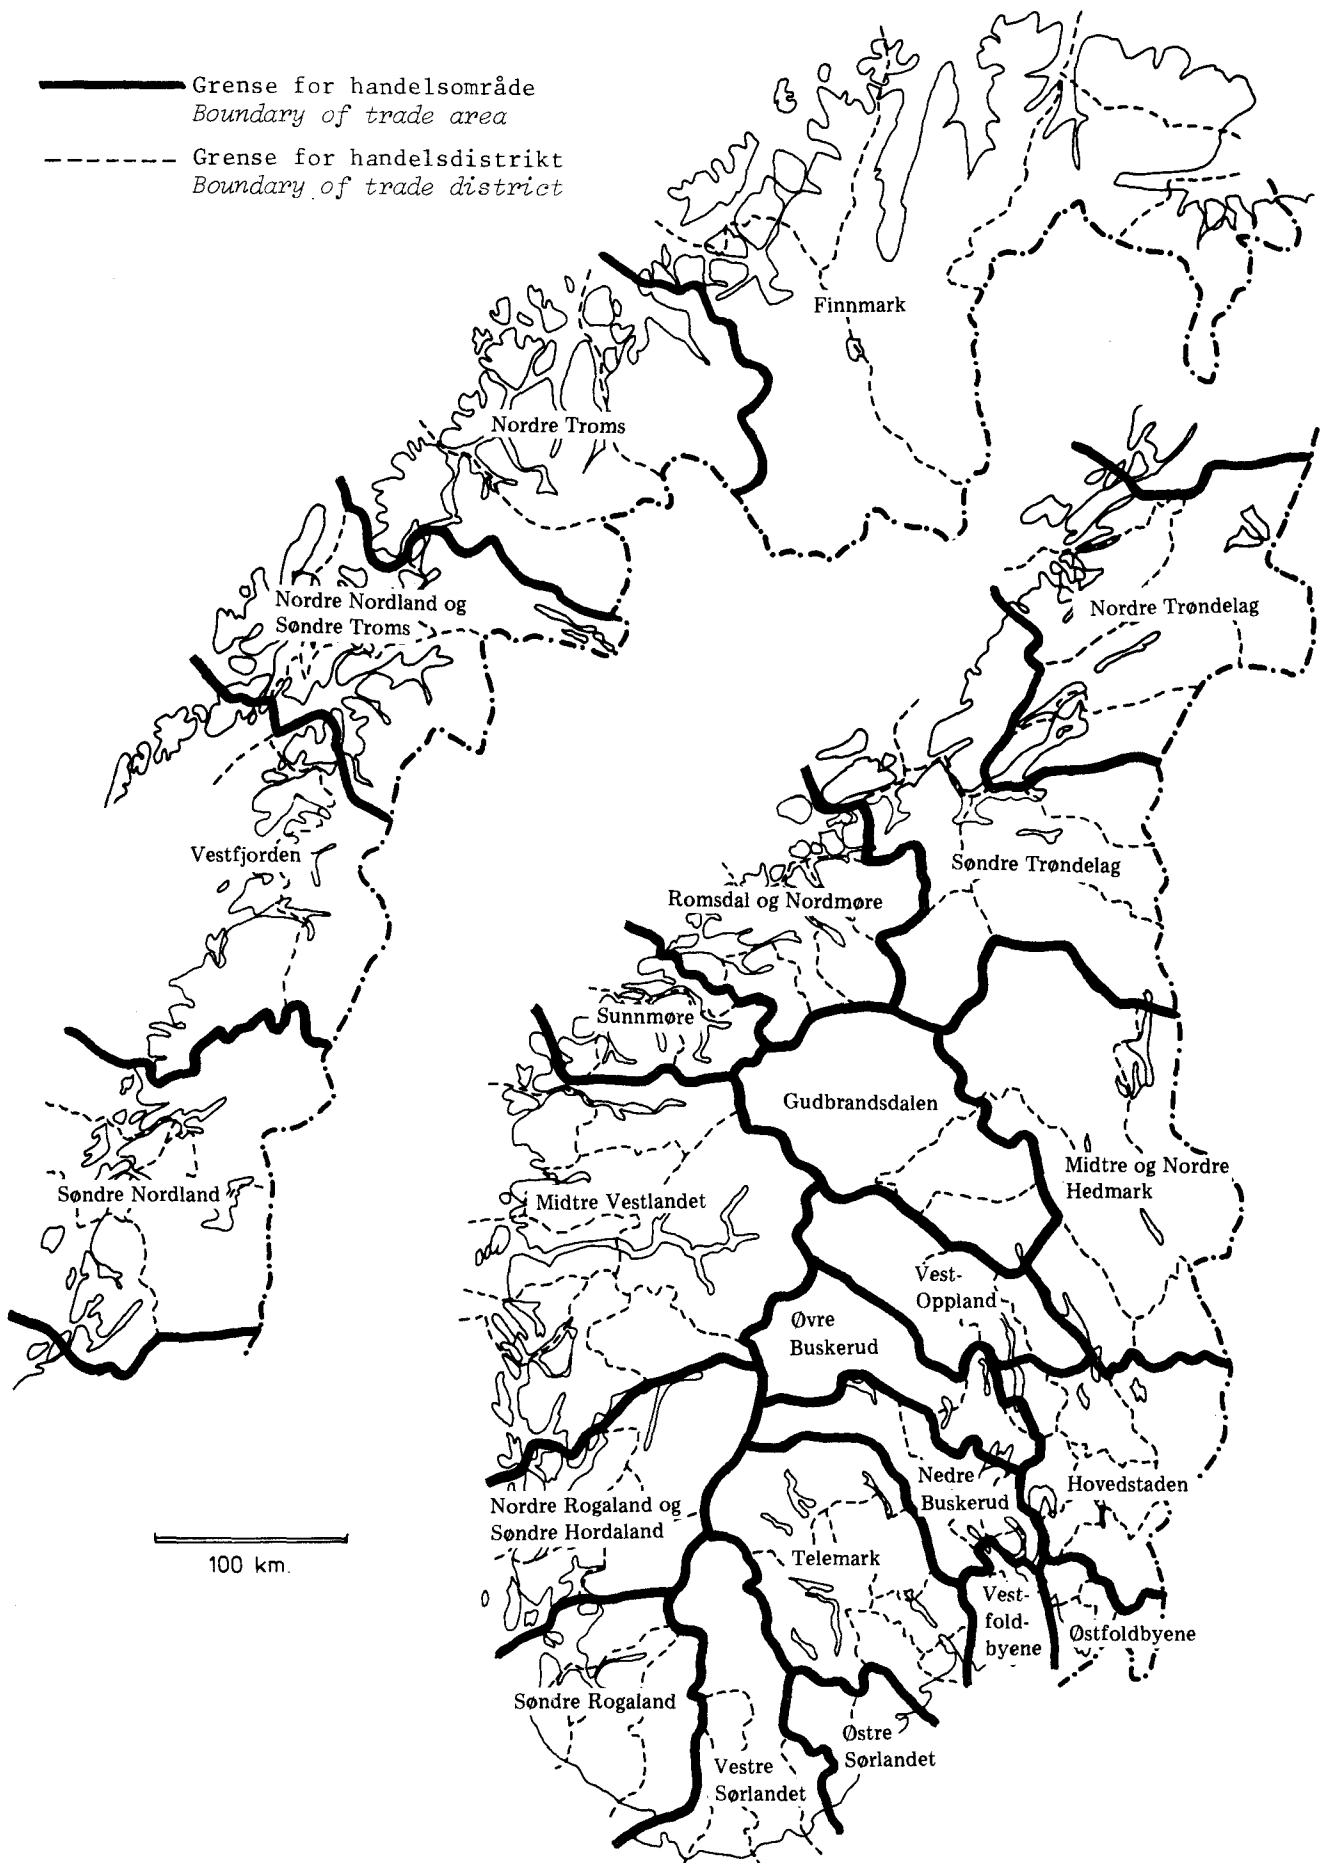 Grense for handelsområde
Boundary of trade area
Grense for handelsdistrikt
Boundary of trade district
Finnmark
Nordre Troms
Nordre Nordland og
Søndre Troms
Nordre Trøndelag
Vestfjorden
Søndre Trøndelag
Romsdal og Nordmøre
Sunnmøre
Gudbrandsdalen
Midtre og Nordre
Hedmark
Søndre Nordland
Midtre Vestlandet
Vest-
Oppland
Øvre
Buskerud
Nedre
Buskerud
Hovedstaden
Nordre Rogaland og
Søndre Hordaland
100 km.
Telemark
Vest-
fold-
byene
Østfoldbyene
Søndre Rogaland
Østre
Sørlandet
Vestre
Sørlandet